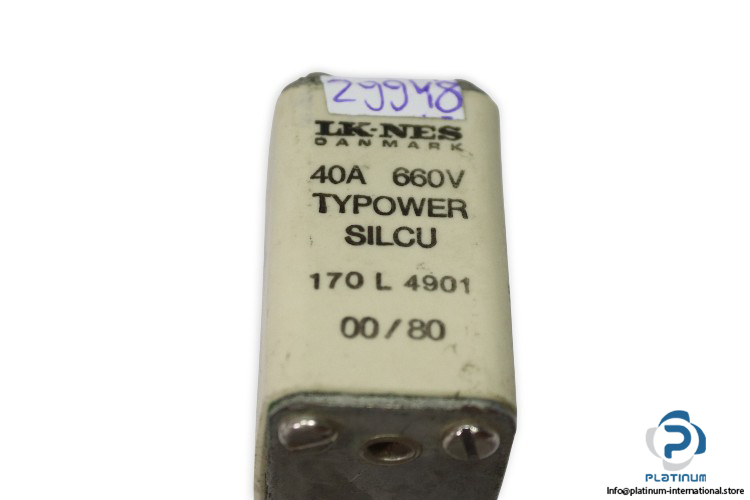 29948
LK-NES
DANMARK
40A 660V
TYPOWER
SILCU
170 L 4901
00/80
PLATINUM
Info@platinum-international.store